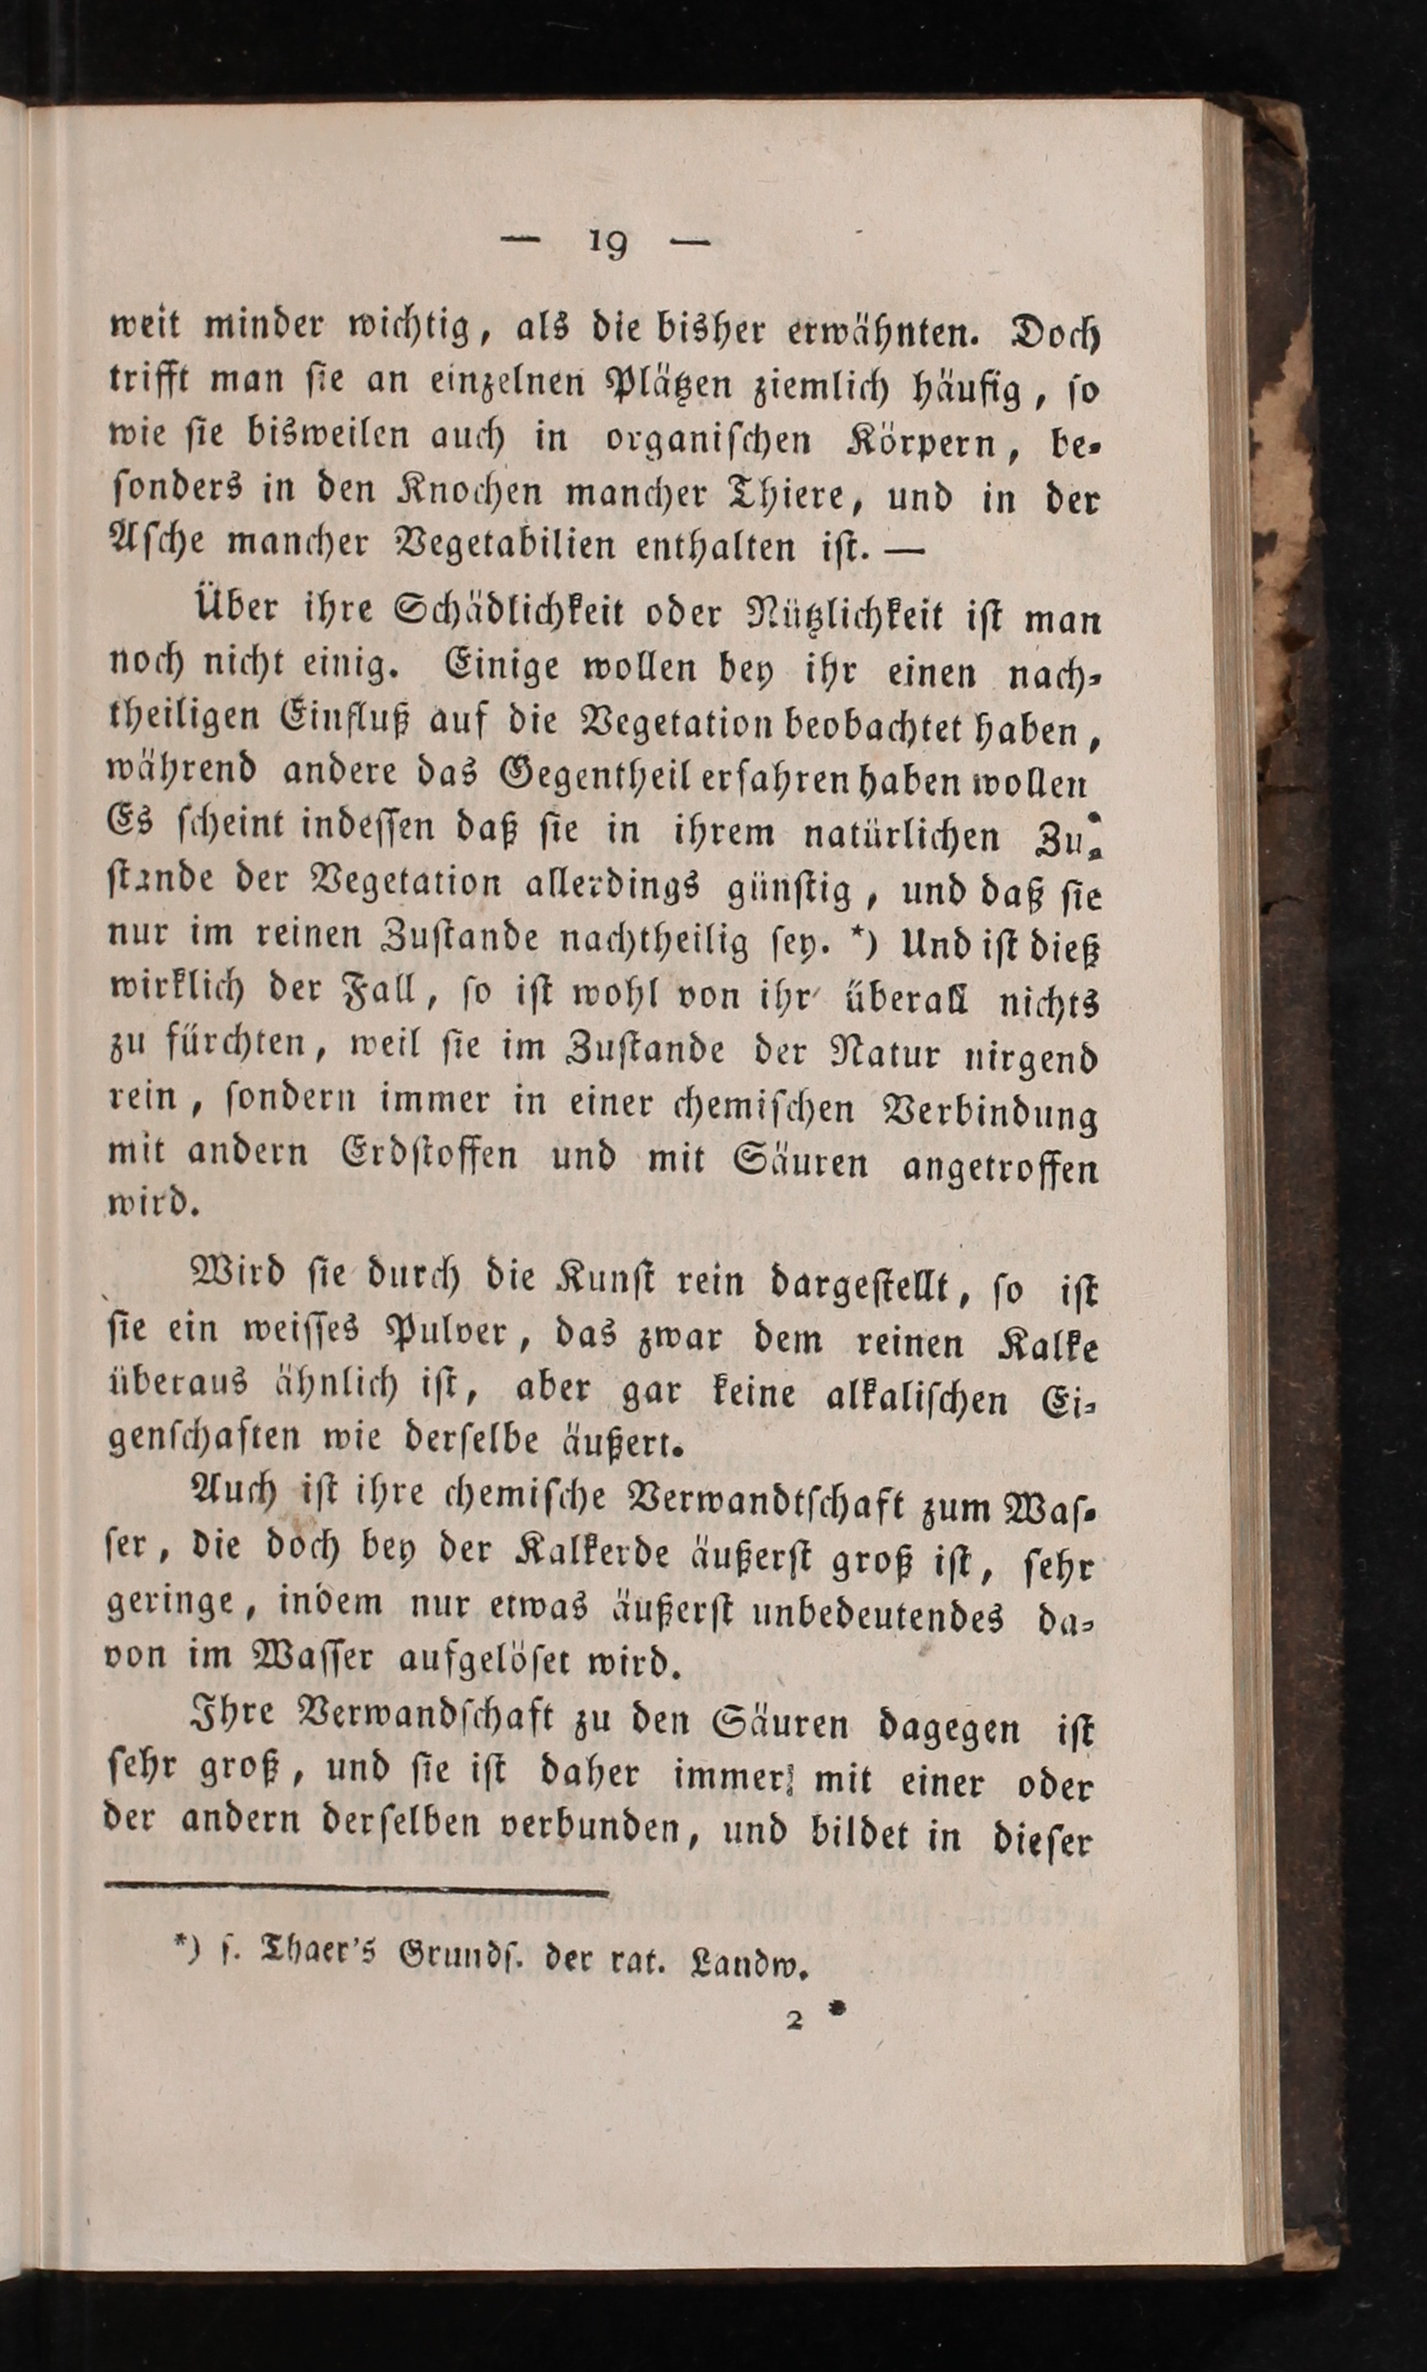 — 19 —
weit minder wichtig, als die bisher erwähnten. Doch
trifft man ſie an einzelnen Plätzen ziemlich häufig, ſo
wie ſie bisweilen auch in organiſchen Körpern, be-
ſonders in den Knochen mancher Thiere, und in der
Aſche mancher Vegetabilien enthalten iſt. —
Über ihre Schädlichkeit oder Nützlichkeit iſt man
noch nicht einig. Einige wollen bey ihr einen nach-
theiligen Einfluß auf die Vegetation beobachtet haben,
während andere das Gegentheil erfahren haben wollen.
Es ſcheint indeſſen daß ſie in ihrem natürlichen Zu-
ſtande der Vegetation allerdings günſtig, und daß ſie
nur im reinen Zuſtande nachtheilig ſey. *) Und iſt dieß
wirklich der Fall, ſo iſt wohl von ihr überall nichts
zu fürchten, weil ſie im Zuſtande der Natur nirgend
rein, ſondern immer in einer chemiſchen Verbindung
mit andern Erdſtoffen und mit Säuren angetroffen
wird.
Wird ſie durch die Kunſt rein dargeſtellt, ſo iſt
ſie ein weiſſes Pulver, das zwar dem reinen Kalke
überaus ähnlich iſt, aber gar keine alkaliſchen Ei-
genſchaften wie derſelbe äußert.
Auch iſt ihre chemiſche Verwandtſchaft zum Waſ-
ſer, die doch bey der Kalkerde äußerſt groß iſt, ſehr
geringe, indem nur etwas äußerſt unbedeutendes da-
von im Waſſer aufgelöſet wird.
Ihre Verwandſchaft zu den Säuren dagegen iſt
ſehr groß, und ſie iſt daher immer mit einer oder
der andern derſelben verbunden, und bildet in dieſer
*) ſ. Thaer's Grundſ. der rat. Landw.
2 *